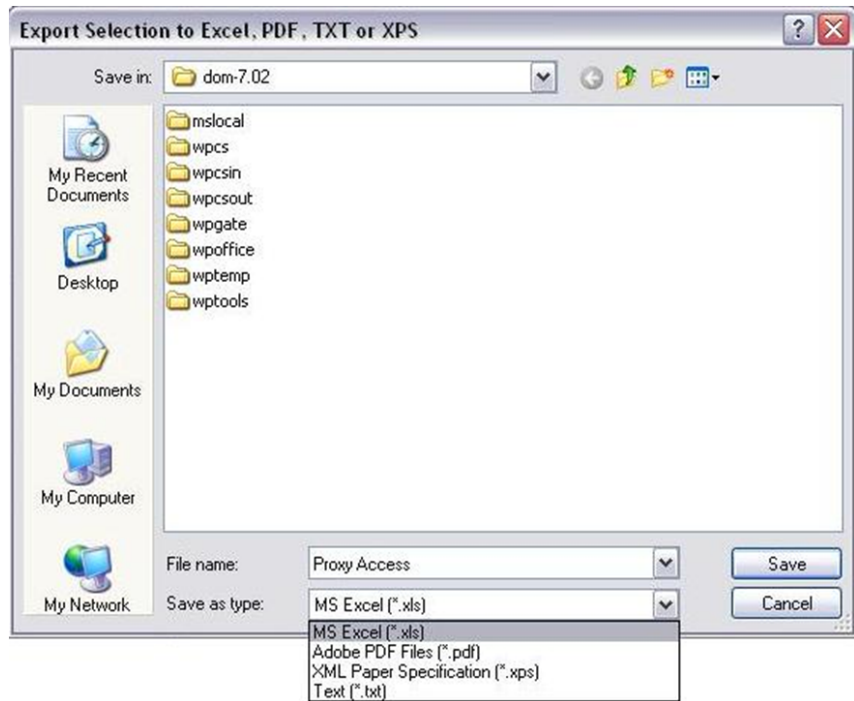 Export Selection to Excel, PDF, TXT or XPS
Save in:
dom-7.02
My Recent
Documents
Desktop
My Documents
My Computer
My Network
mslocal
wpcs
wpcsin
wpcsout
wpgate
wpoffice
wptemp
wptools
File name:
Proxy Access
Save
Save as type:
MS Excel (*.xls)
Cancel
MS Excel (*.xls)
Adobe PDF Files (*.pdf)
XML Paper Specification (*.xps)
Text (*.txt)